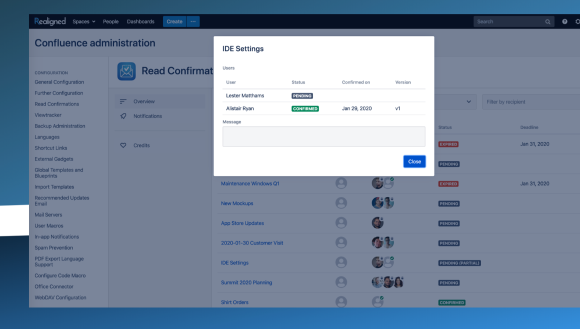 Realigned Spaces People Dashboards Create ··· Search
Confluence administration
CONFIGURATION
General Configuration
Further Configuration
Read Confirmations
Viewtracker
Backup Administration
Languages
Shortcut Links
External Gadgets
Global Templates and
Blueprints
Import Templates
Recommended Updates
Email
Mail Servers
User Macros
In-app Notifications
Spam Prevention
PDF Export Language
Support
Configure Code Macro
Office Connector
WebDAV Configuration
Read Confirmat
Overview
Notifications
Credits
IDE Settings
Users
User Status Confirmed on Version
Lester Matthams PENDING
Alistair Ryan CONFIRMED Jan 29, 2020 v1
Message
Close
Filter by recipient
Status Deadline
EXPIRED Jan 31, 2020
PENDING
Maintenance Windows Q1 EXPIRED Jan 31, 2020
New Mockups PENDING
App Store Updates PENDING
2020-01-30 Customer Visit PENDING
IDE Settings PENDING (PARTIAL)
Summit 2020 Planning PENDING
Shirt Orders CONFIRMED